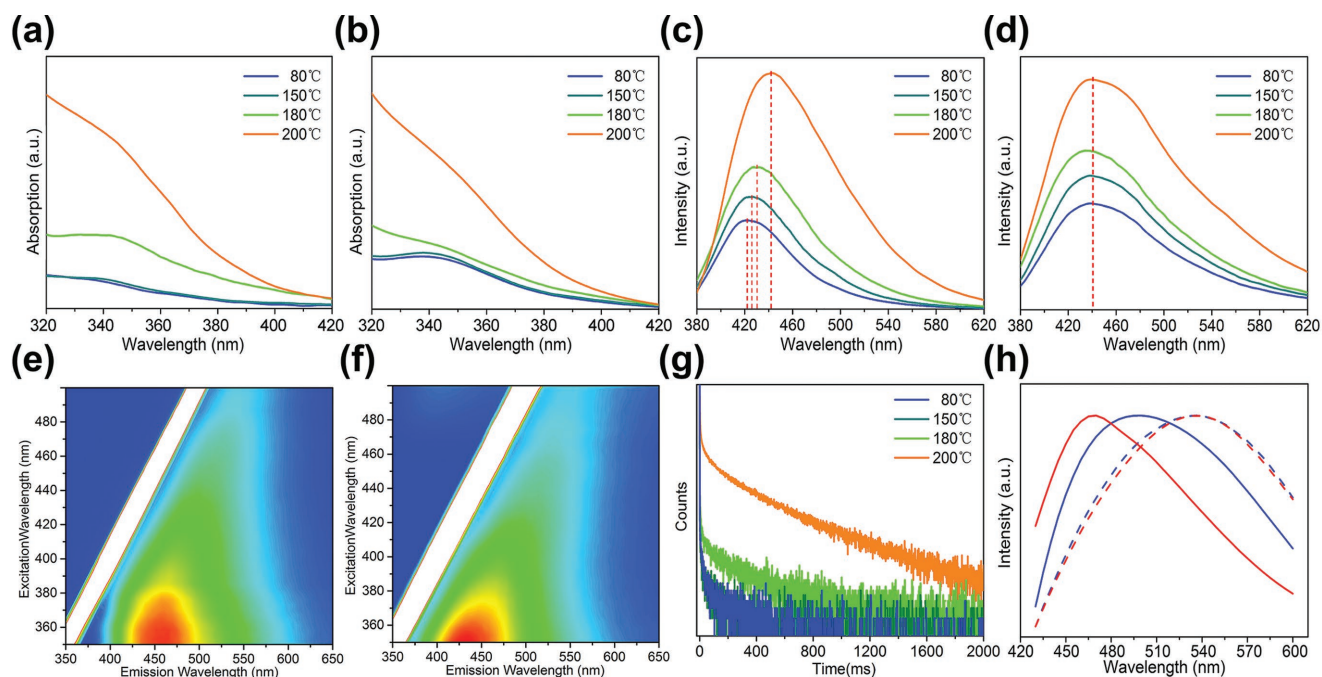 (a)
80℃
150℃
180℃
200℃
Absorption (a.u.)
320 340 360 380 400 420
Wavelength (nm)
(b)
80℃
150℃
180℃
200℃
Absorption (a.u.)
320 340 360 380 400 420
Wavelength (nm)
(c)
80℃
150℃
180℃
200℃
Intensity (a.u.)
380 420 460 500 540 580 620
Wavelength (nm)
(d)
80℃
150℃
180℃
200℃
Intensity (a.u.)
380 420 460 500 540 580 620
Wavelength (nm)
(e)
ExcitationWavelength (nm)
480
460
440
420
400
380
360
350 400 450 500 550 600 650
Emission Wavelength (nm)
(f)
ExcitationWavelength (nm)
480
460
440
420
400
380
360
350 400 450 500 550 600 650
Emission Wavelength (nm)
(g)
80℃
150℃
180℃
200℃
Counts
0 400 800 1200 1600 2000
Time(ms)
(h)
Intensity (a.u.)
420 450 480 510 540 570 600
Wavelength (nm)